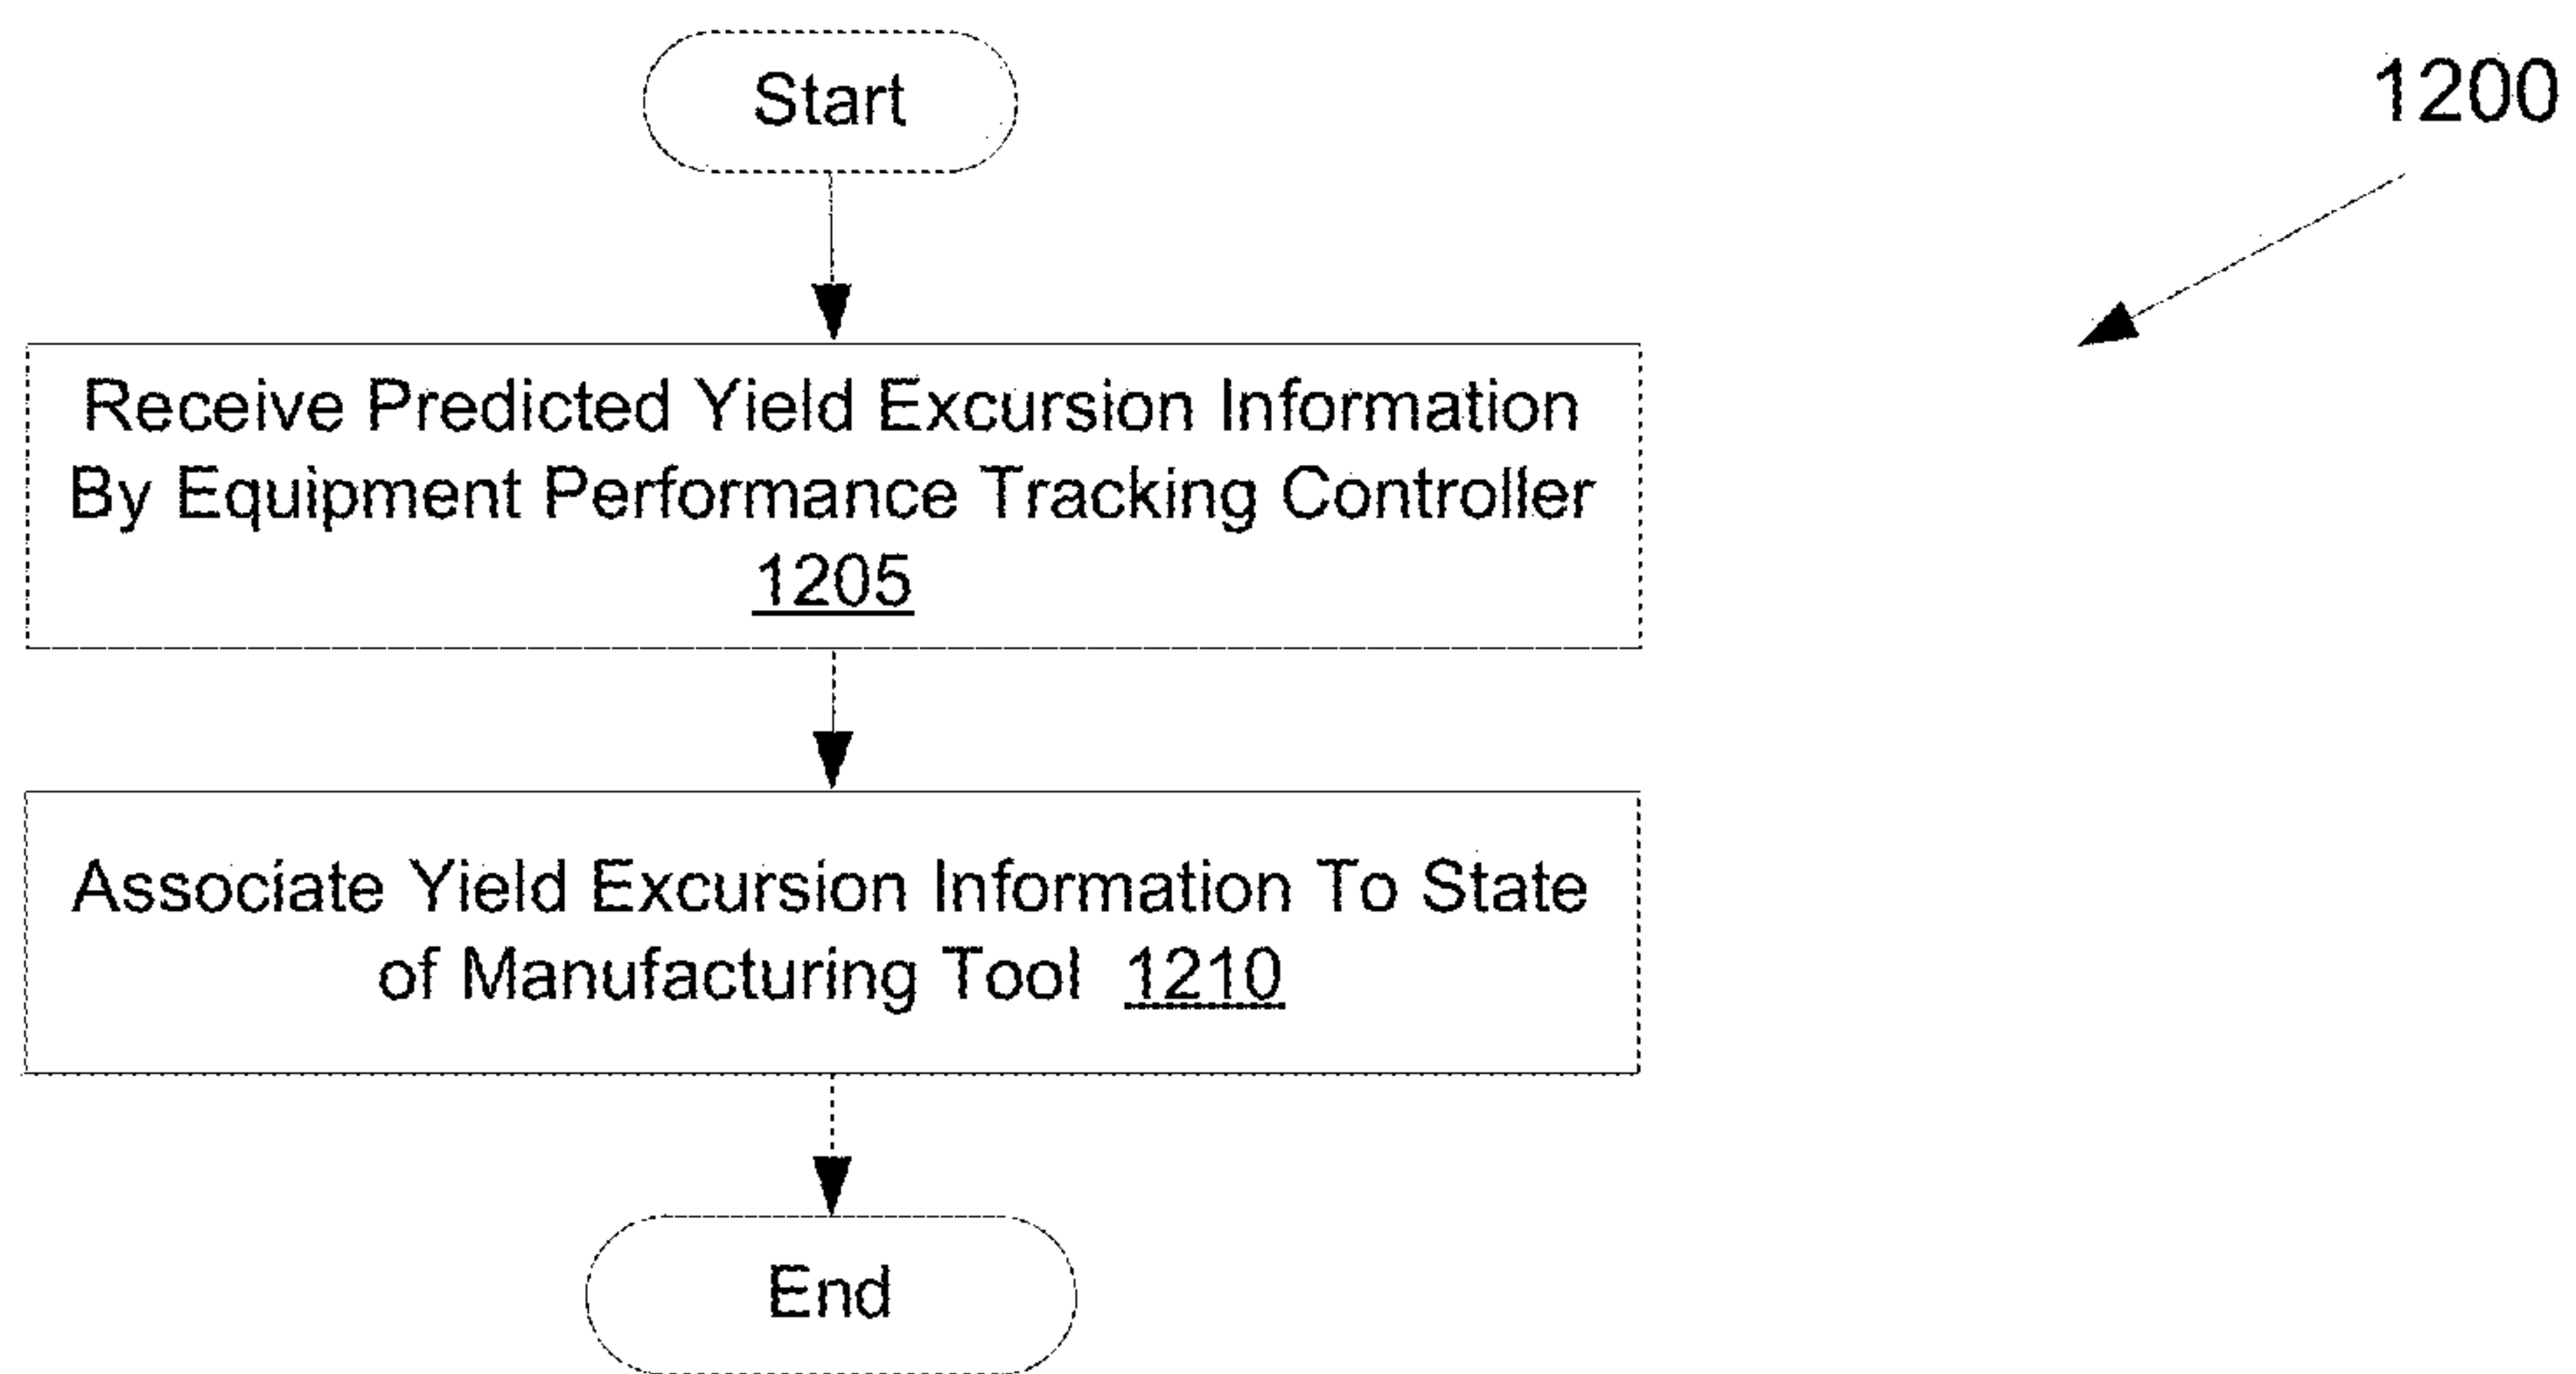 Start
1200
Receive Predicted Yield Excursion Information
By Equipment Performance Tracking Controller
1205
Associate Yield Excursion Information To State
of Manufacturing Tool 1210
End